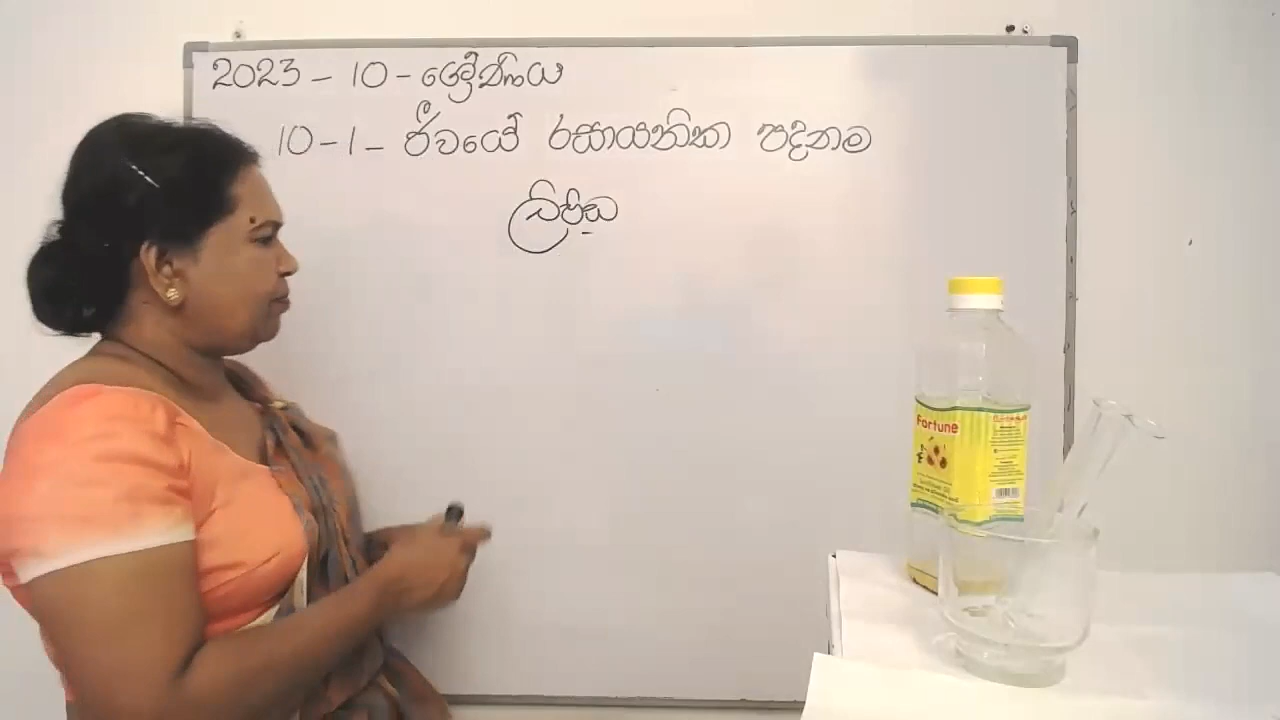 2023 - 10 - ශ්‍රේණිය
10-1- ජීවයේ රසායනික පදනම
ලිපිඩ
Fortune